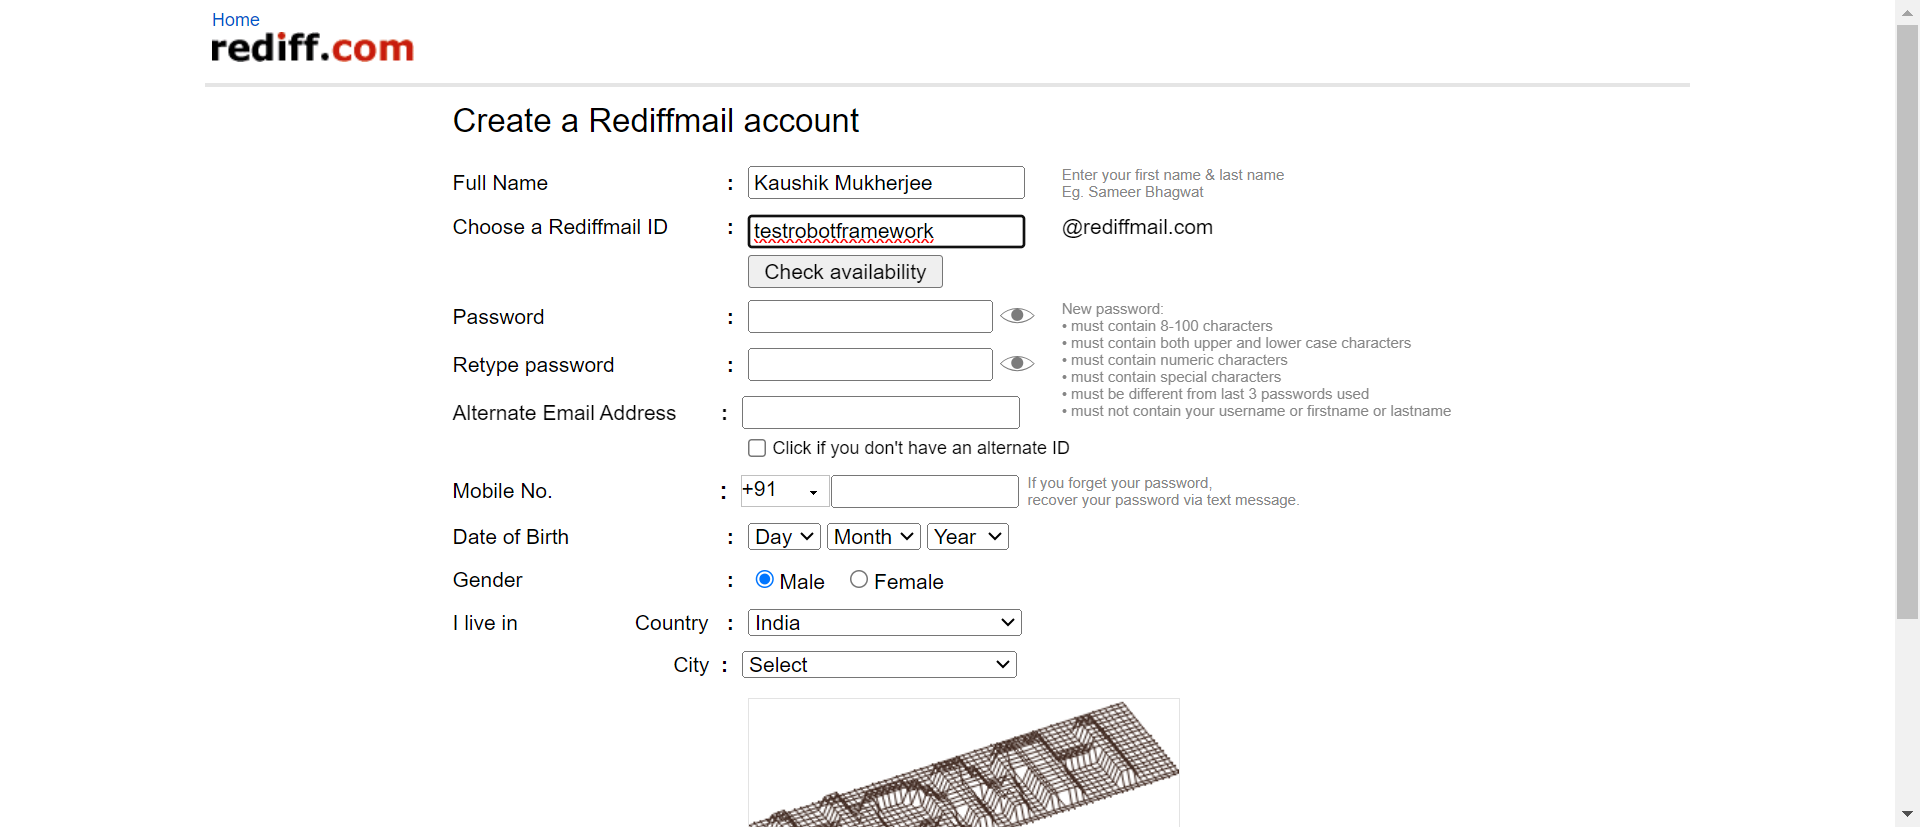 Home
rediff.com
Create a Rediffmail account
Full Name : Kaushik Mukherjee
Enter your first name & last name
Eg. Sameer Bhagwat
Choose a Rediffmail ID : testrobotframework @rediffmail.com
Check availability
Password :
New password:
• must contain 8-100 characters
• must contain both upper and lower case characters
• must contain numeric characters
• must contain special characters
• must be different from last 3 passwords used
• must not contain your username or firstname or lastname
Retype password :
Alternate Email Address :
Click if you don't have an alternate ID
Mobile No. : +91
If you forget your password,
recover your password via text message.
Date of Birth : Day Month Year
Gender : Male Female
I live in Country : India
City : Select